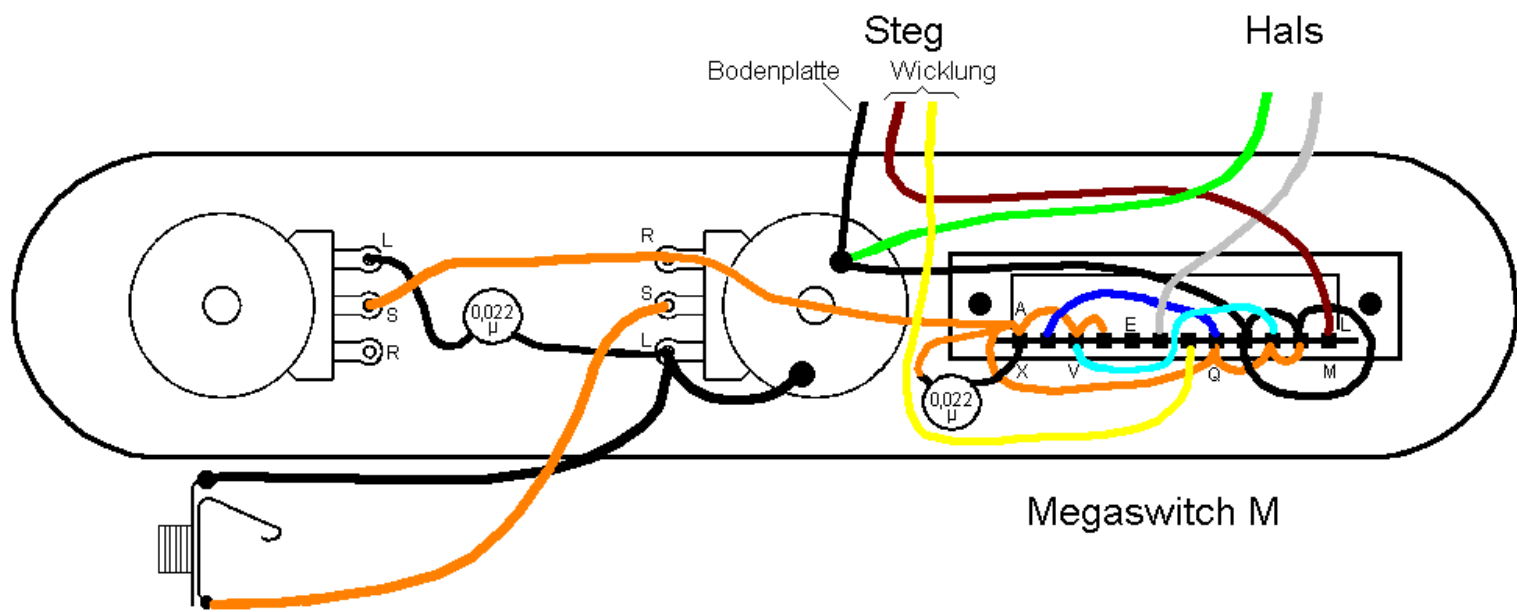 Steg
Hals
Bodenplatte
Wicklung
L
S
R
0,022
µ
R
S
L
A
E
L
X
V
Q
M
0,022
µ
Megaswitch M